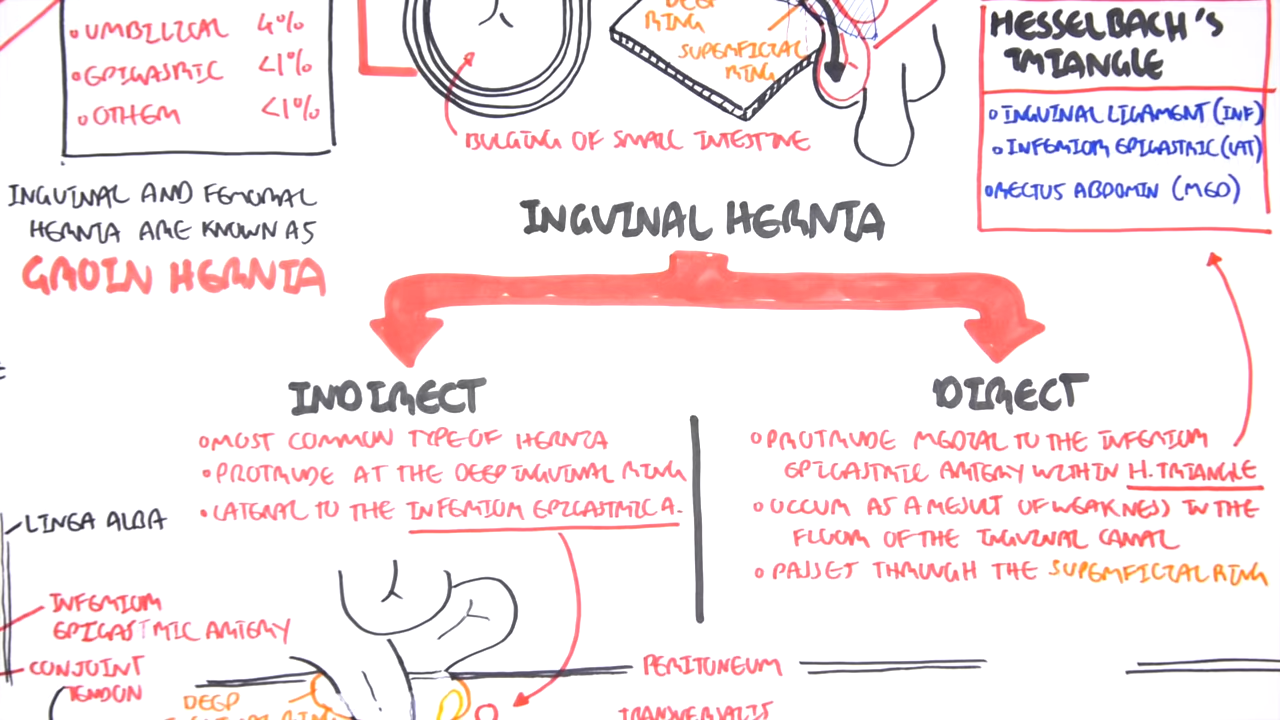 UMBILICAL 4%
EPIGASTRIC <1%
OTHER <1%
DEEP
RING
SUPERFICIAL
RING
BULGING OF SMALL INTESTINE
HESSELBACH'S
TRIANGLE
INGUINAL LIGAMENT (INF)
INFERIOR EPIGASTRIC (LAT)
RECTUS ABDOMIN (MED)
INGUINAL AND FEMORAL
HERNIA ARE KNOWN AS
GROIN HERNIA
INGUINAL HERNIA
INDIRECT
MOST COMMON TYPE OF HERNIA
PROTRUDE AT THE DEEP INGUINAL RING
LATERAL TO THE INFERIOR EPIGASTRIC A.
DIRECT
PROTRUDE MEDIAL TO THE INFERIOR
EPIGASTRIC ARTERY WITHIN H. TRIANGLE
OCCUR AS A RESULT OF WEAKNESS IN THE
FLOOR OF THE INGUINAL CANAL
PASSES THROUGH THE SUPERFICIAL RING
LINEA ALBA
INFERIOR
EPIGASTRIC ARTERY
CONJOINT
TENDON
DEEP
PERITONEUM
TRANSVERSALIS